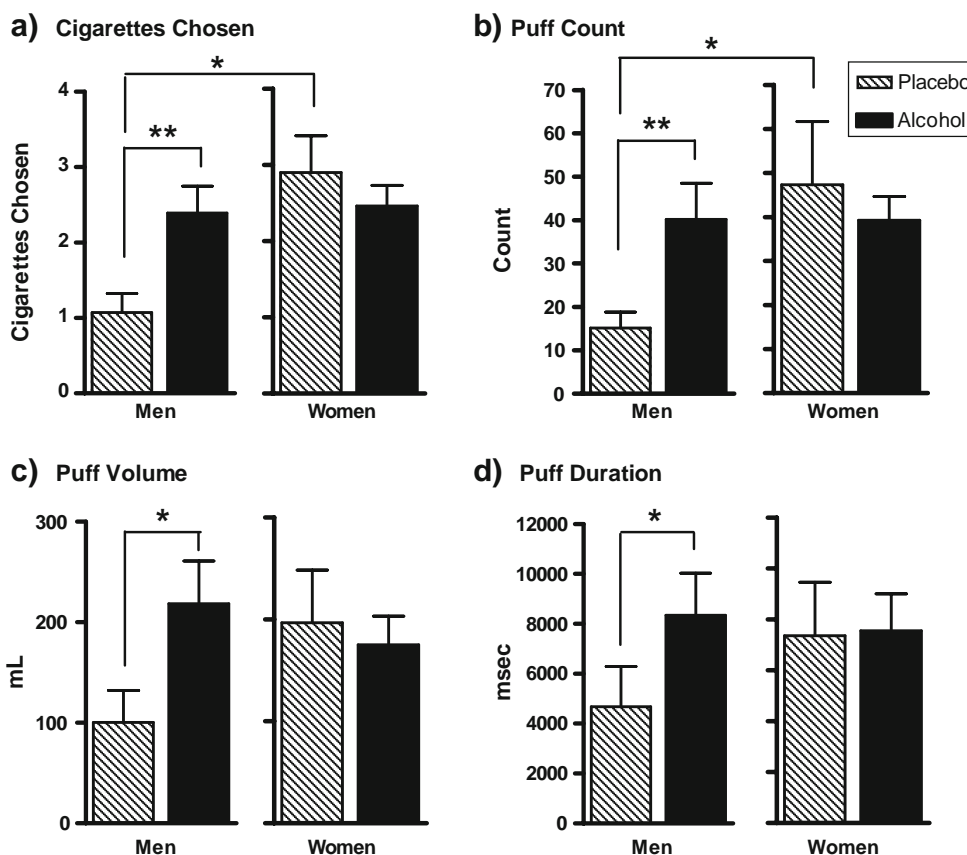 a) Cigarettes Chosen
*
**
Cigarettes Chosen
4
3
2
1
0
Men
Women
b) Puff Count
*
**
Placebo
Alcohol
Count
70
60
50
40
30
20
10
0
Men
Women
c) Puff Volume
*
mL
300
200
100
0
Men
Women
d) Puff Duration
*
msec
12000
10000
8000
6000
4000
2000
0
Men
Women